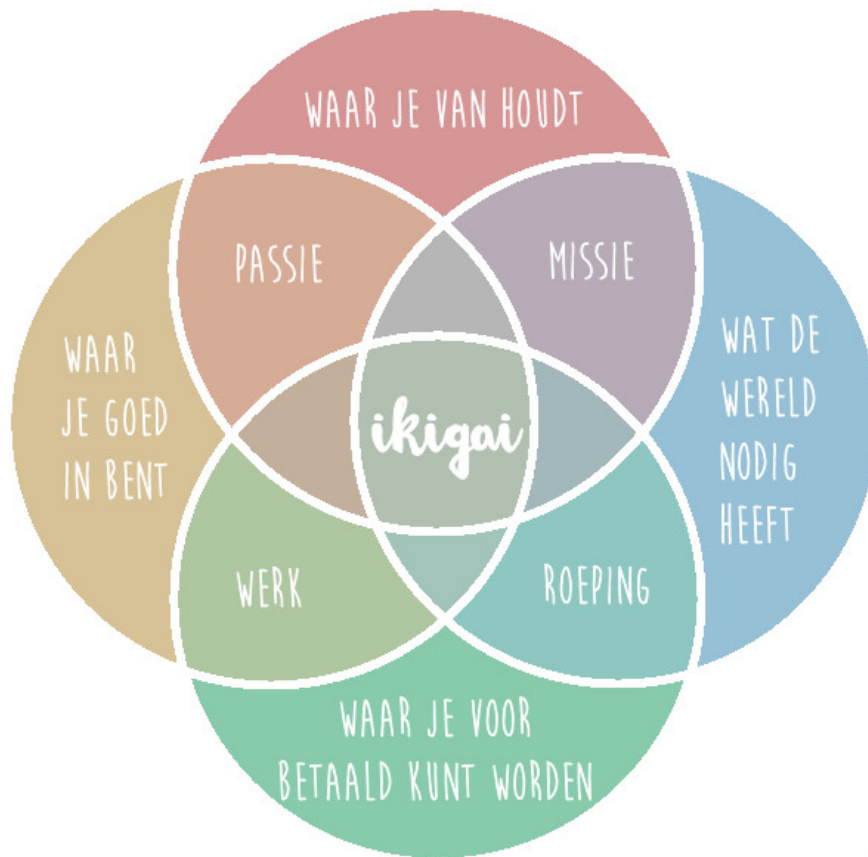 WAAR JE VAN HOUDT
PASSIE
MISSIE
WAAR
JE GOED
IN BENT
WAT DE
WERELD
NODIG
HEEFT
ikigai
WERK
ROEPING
WAAR JE VOOR
BETAALD KUNT WORDEN